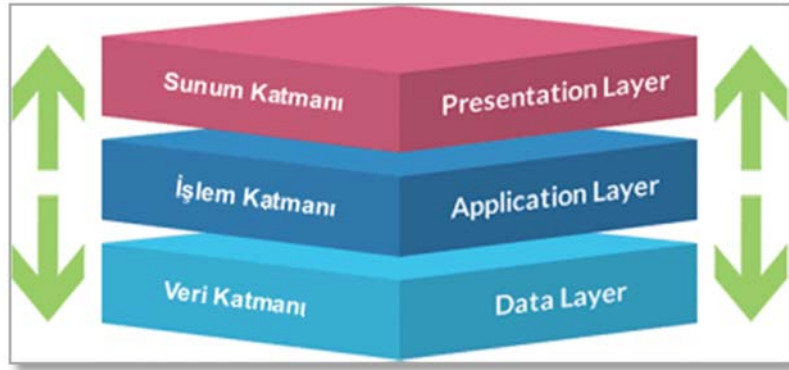 Sunum Katmanı
Presentation Layer
İşlem Katmanı
Application Layer
Veri Katmanı
Data Layer